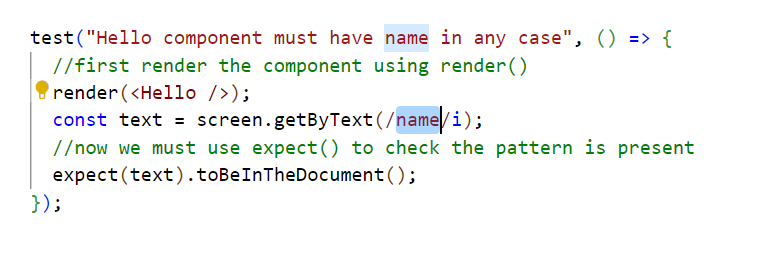 test("Hello component must have name in any case", () => {
//first render the component using render()
render(<Hello />);
const text = screen.getByText(/name/i);
//now we must use expect() to check the pattern is present
expect(text).toBeInTheDocument();
});